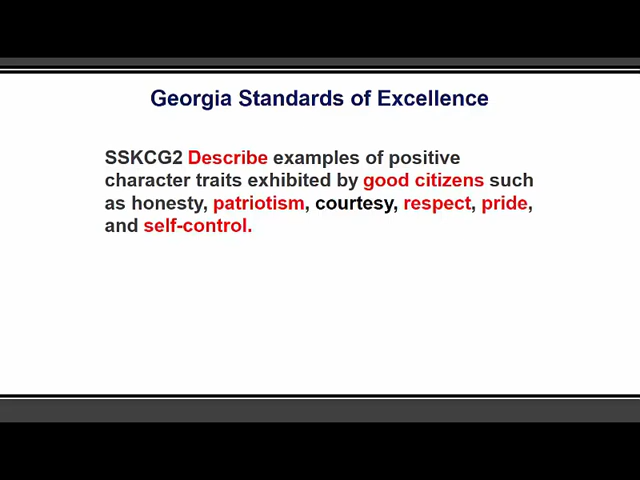 Georgia Standards of Excellence
SSKCG2 Describe examples of positive
character traits exhibited by good citizens such
as honesty, patriotism, courtesy, respect, pride,
and self-control.